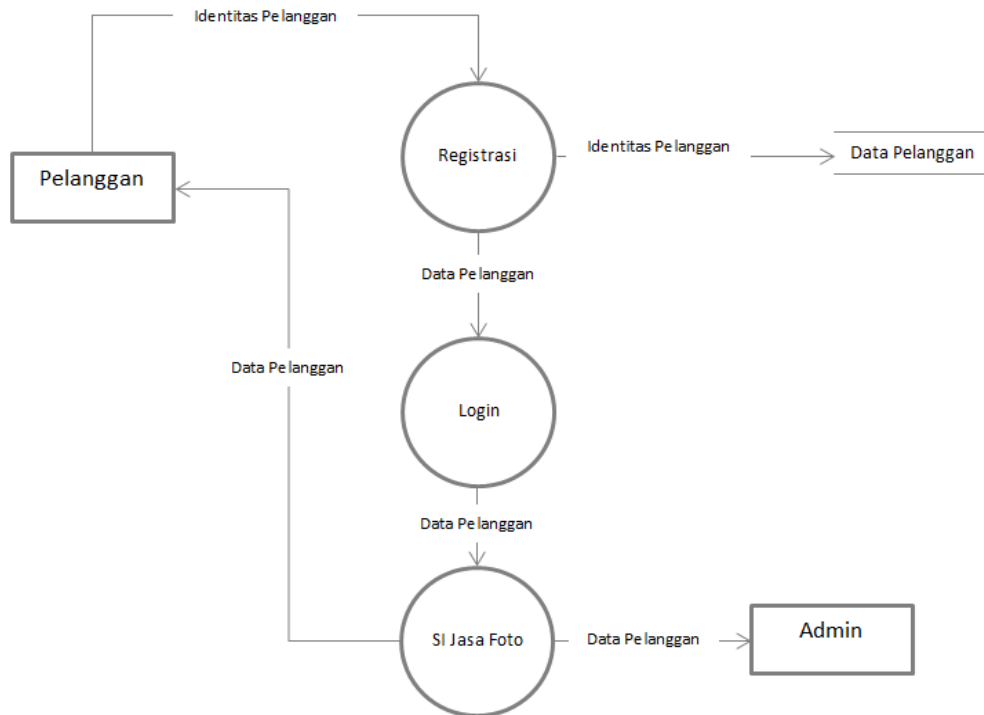 Identitas Pelanggan
Registrasi
Identitas Pelanggan
Data Pelanggan
Pelanggan
Data Pelanggan
Data Pelanggan
Login
Data Pelanggan
SI Jasa Foto
Data Pelanggan
Admin